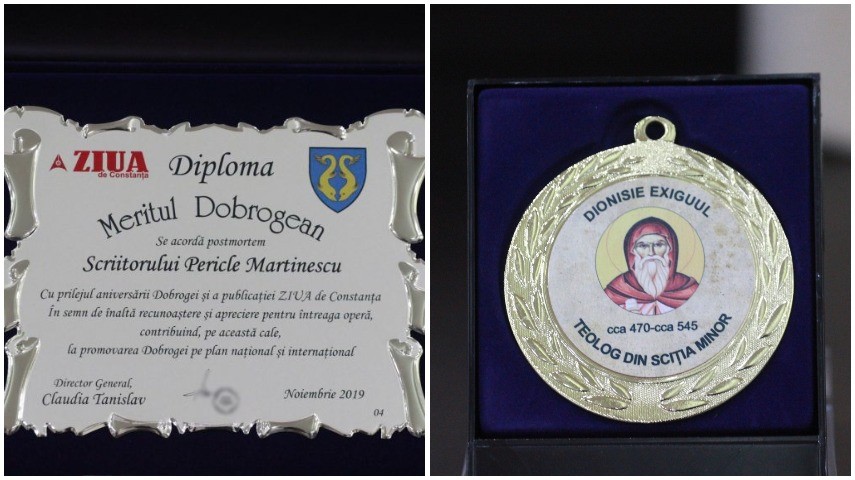 ZIUA
de Constanța
Diploma
Meritul Dobrogean
Se acordă postmortem
Scriitorului Pericle Martinescu
Cu prilejul aniversării Dobrogei și a publicației ZIUA de Constanța
În semn de înaltă recunoaștere și apreciere pentru întreaga operă,
contribuind, pe această cale,
la promovarea Dobrogei pe plan național și internațional
Director General,
Claudia Tanislav
Noiembrie 2019
04
DIONISIE EXIGUUL
cca 470-cca 545
TEOLOG DIN SCIȚIA MINOR